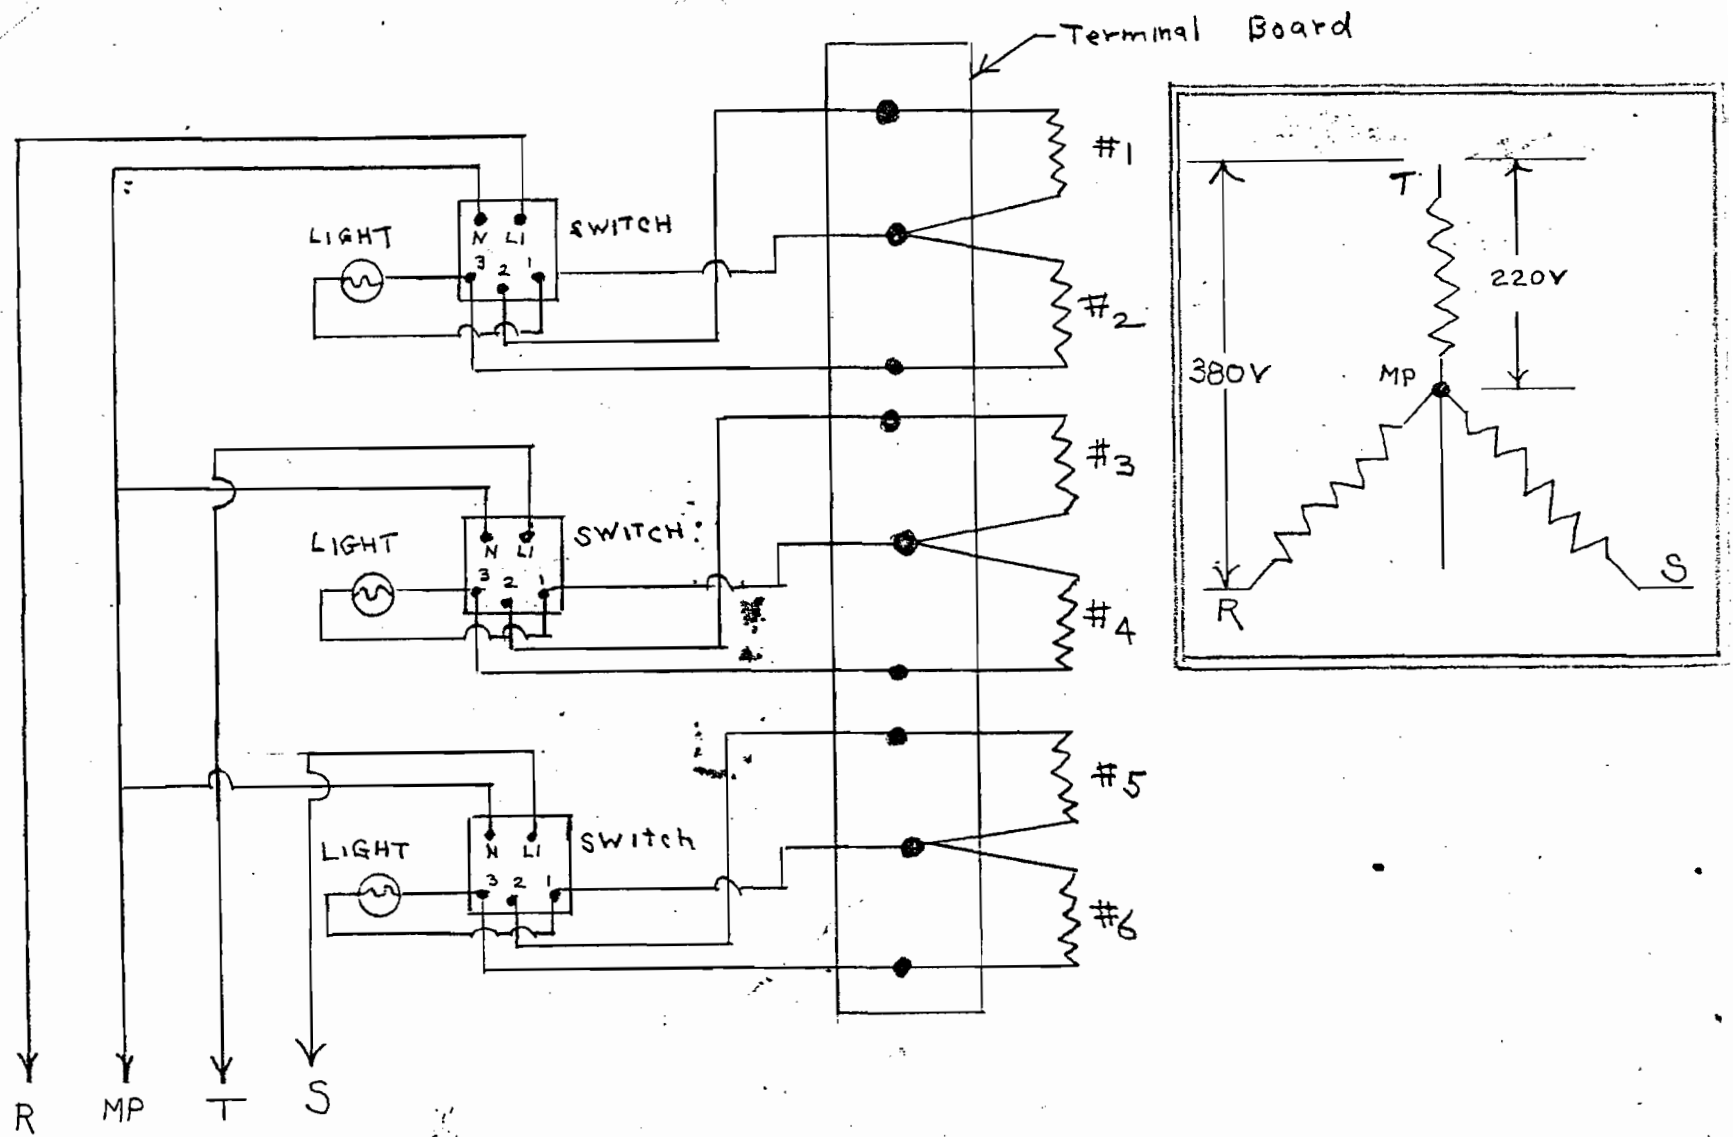 Terminal Board
#1
LIGHT
SWITCH
N L1
3 2 1
#2
T
220V
380V
MP
R
S
#3
LIGHT
SWITCH
N L1
3 2 1
#4
#5
LIGHT
SWItch
N L1
3 2 1
#6
R MP T S